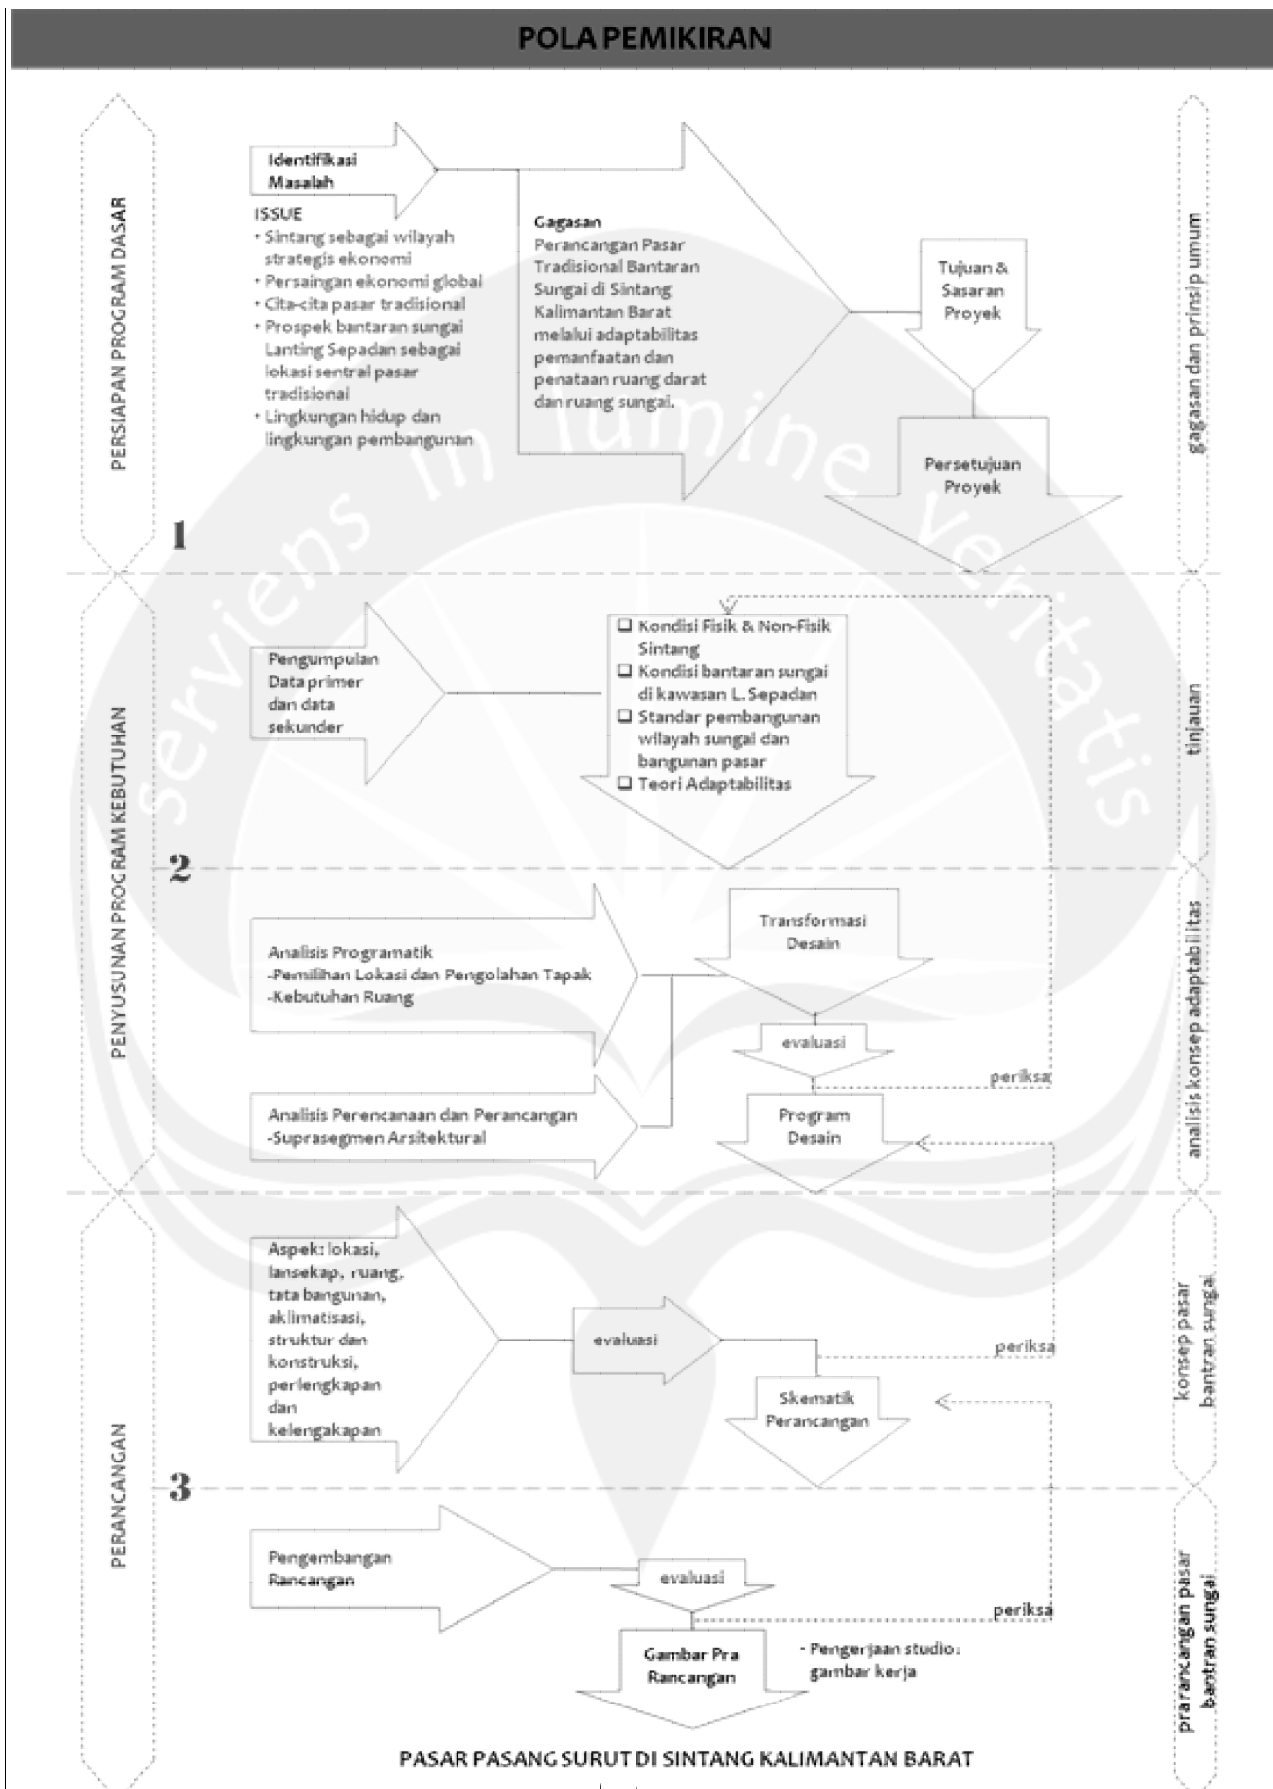 POLA PEMIKIRAN
PERSIAPAN PROGRAM DASAR
Identifikasi
Masalah
ISSUE
• Sintang sebagai wilayah
strategis ekonomi
• Persaingan ekonomi global
• Cita-cita pasar tradisional
• Prospek bantaran sungai
Lanting Sepadan sebagai
lokasi sentral pasar
tradisional
• Lingkungan hidup dan
lingkungan pembangunan
Gagasan
Perancangan Pasar
Tradisional Bantaran
Sungai di Sintang
Kalimantan Barat
melalui adaptabilitas
pemanfaatan dan
penataan ruang darat
dan ruang sungai.
Tujuan &
Sasaran
Proyek
Persetujuan
Proyek
gagasan dan prinsip umum
1
PENYUSUNAN PROGRAM KEBUTUHAN
Pengumpulan
Data primer
dan data
sekunder
❑ Kondisi Fisik & Non-Fisik
Sintang
❑ Kondisi bantaran sungai
di kawasan L. Sepadan
❑ Standar pembangunan
wilayah sungai dan
bangunan pasar
❑ Teori Adaptabilitas
tinjauan
2
Analisis Programatik
-Pemilihan Lokasi dan Pengolahan Tapak
-Kebutuhan Ruang
Analisis Perencanaan dan Perancangan
-Suprasegmen Arsitektural
Transformasi
Desain
evaluasi
periksa
Program
Desain
analisis konsep adaptabilitas
PERANCANGAN
Aspek: lokasi,
lansekap, ruang,
tata bangunan,
aklimatisasi,
struktur dan
konstruksi,
perlengkapan
dan
kelengakapan
evaluasi
periksa
Skematik
Perancangan
konsep pasar
bantran sungai
3
Pengembangan
Rancangan
evaluasi
periksa
Gambar Pra
Rancangan
- Pengerjaan studio:
gambar kerja
prarancangan pasar
bantran sungai
PASAR PASANG SURUT DI SINTANG KALIMANTAN BARAT
serviens in lumine veritatis